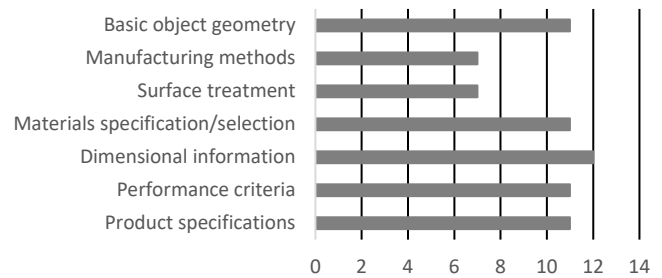 Basic object geometry
Manufacturing methods
Surface treatment
Materials specification/selection
Dimensional information
Performance criteria
Product specifications
0 2 4 6 8 10 12 14